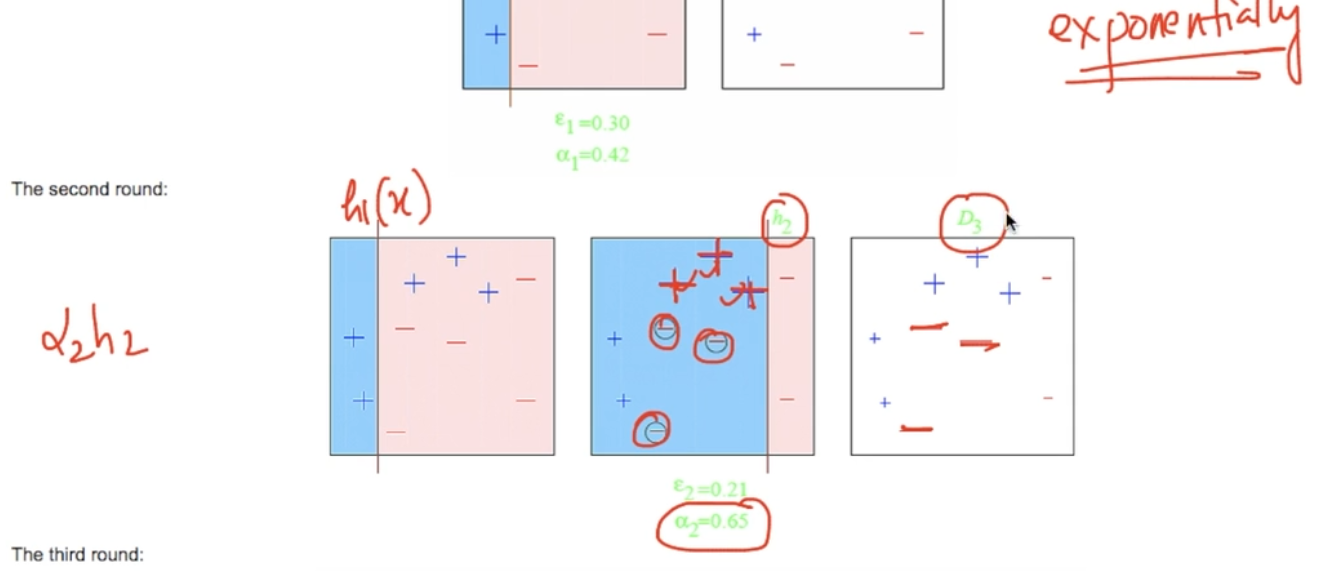 exponentially
ε1=0.30
α1=0.42
The second round:
h1(x)
h2
D3
α2h2
ε2=0.21
α2=0.65
The third round: